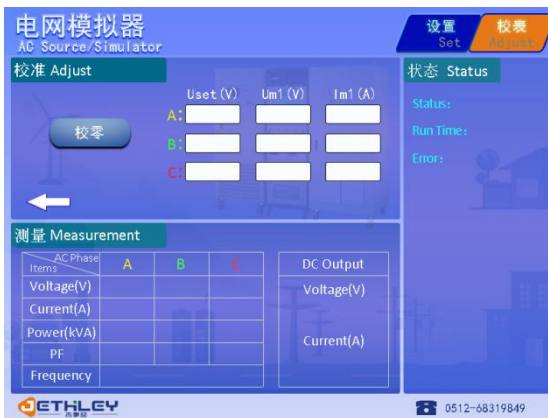 电网模拟器
AC Source/Simulator
设置
Set
校表
Adjust
校准 Adjust
Uset(V) Um1(V) Im1(A)
A:
校零
B:
C:
状态 Status
Status:
Run Time:
Error:
测量 Measurement
AC Phase
Items
A B C
DC Output
Voltage(V)
Voltage(V)
Current(A)
Power(kVA)
Current(A)
PF
Frequency
JETHLEY
0512-68319849